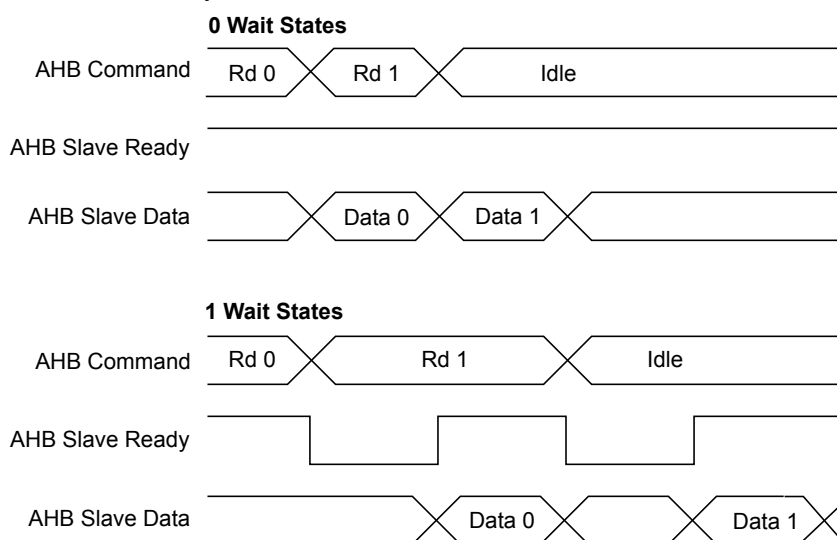 0 Wait States
AHB Command Rd 0 Rd 1 Idle
AHB Slave Ready
AHB Slave Data Data 0 Data 1
1 Wait States
AHB Command Rd 0 Rd 1 Idle
AHB Slave Ready
AHB Slave Data Data 0 Data 1